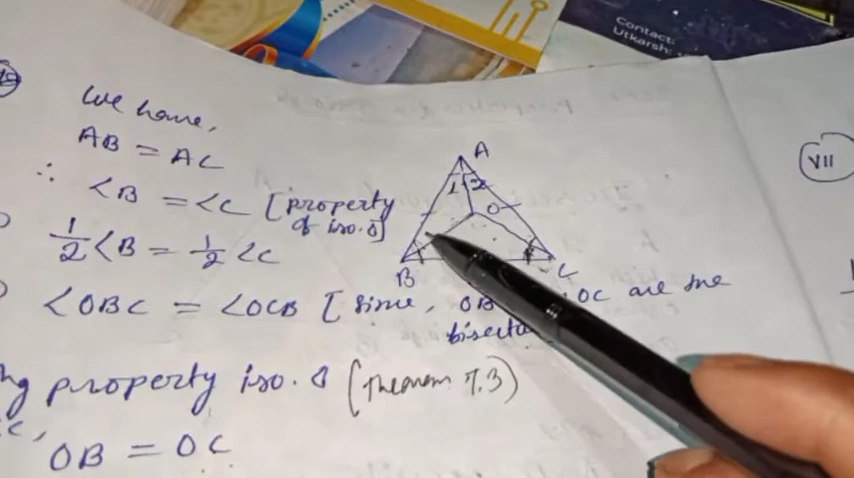 Contact:
Utkarsh:
We have,
AB = AC
∴ <B = <C [property of iso. Δ]
1/2 <B = 1/2 <C
<OBC = <OCB [since, OB OC are the
property iso. Δ (Theorem 7.3)
OB = OC
A
1 2
O
B
C
VII